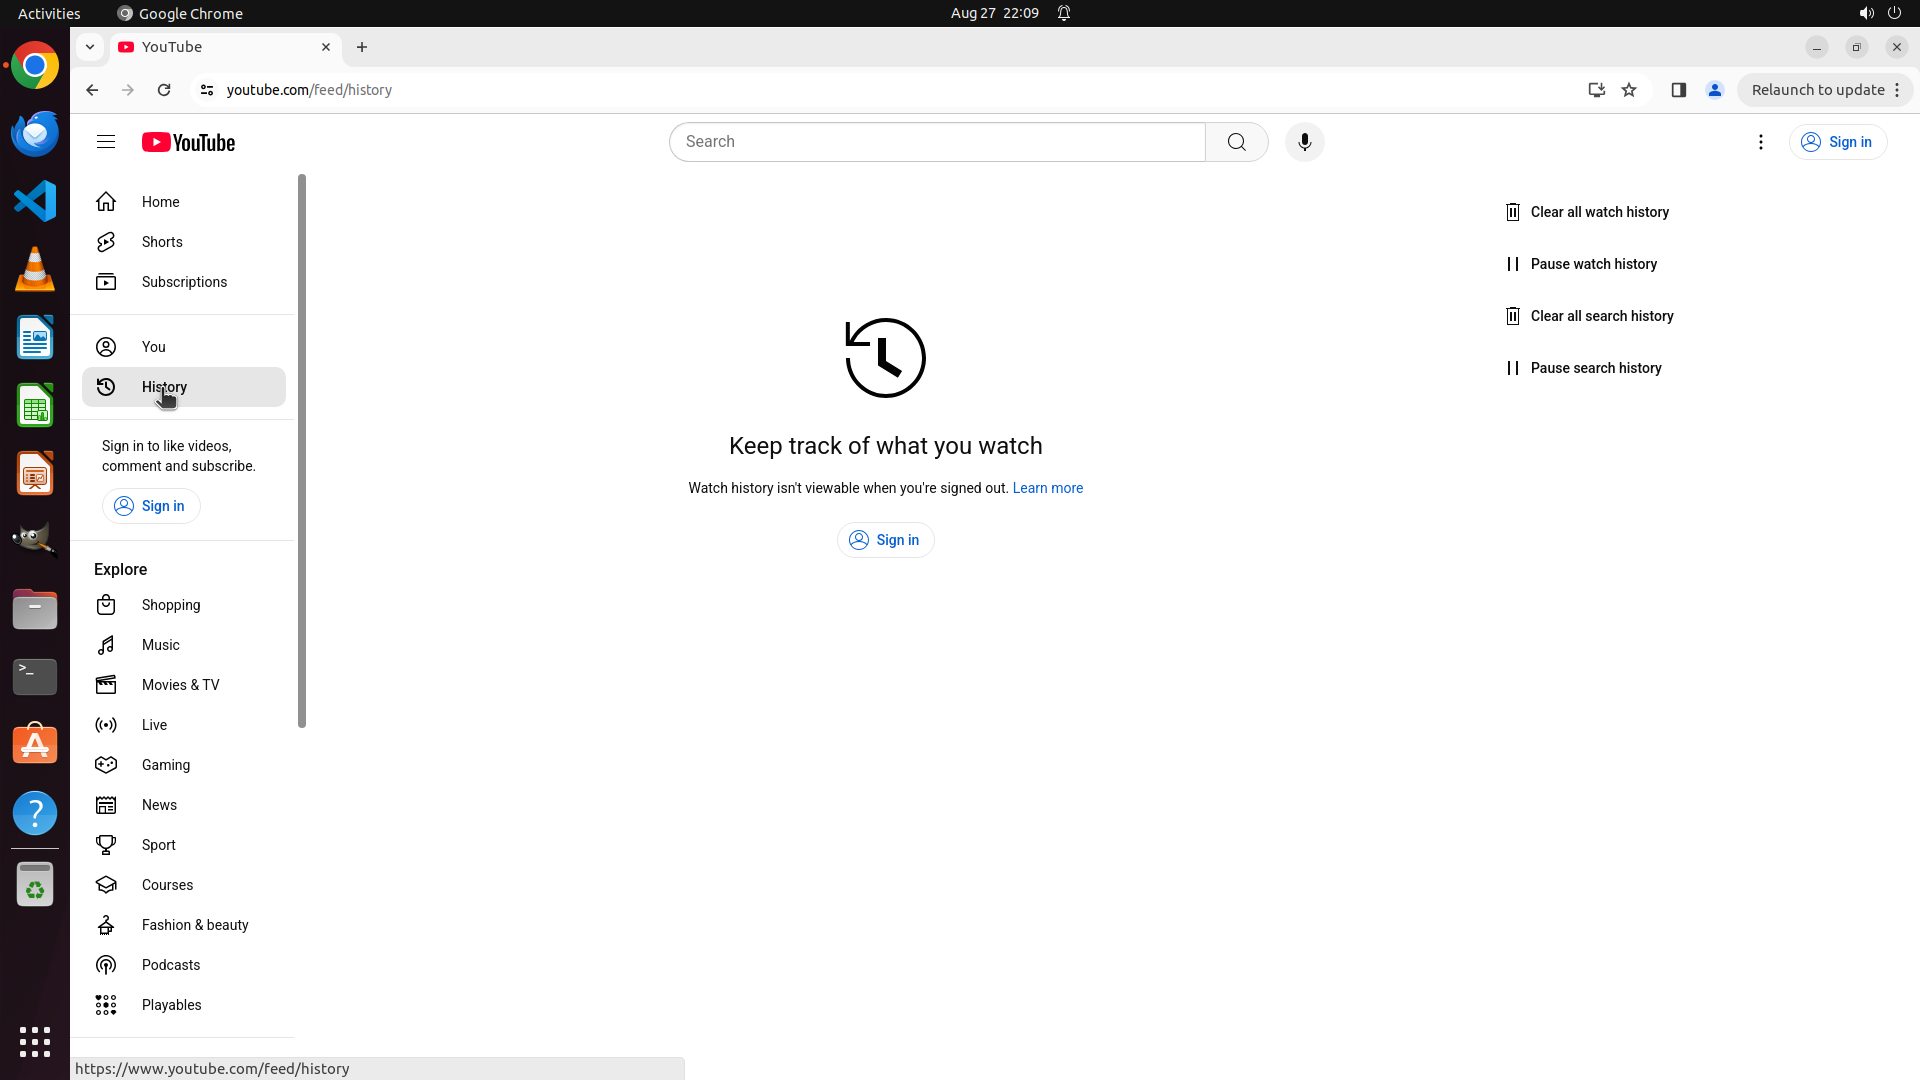 Activities
Google Chrome
Aug 27 22:09
YouTube
youtube.com/feed/history
Relaunch to update
YouTube
Search
Sign in
Home
Shorts
Subscriptions
You
History
Sign in to like videos,
comment and subscribe.
Sign in
Explore
Shopping
Music
Movies & TV
Live
Gaming
News
Sport
Courses
Fashion & beauty
Podcasts
Playables
Keep track of what you watch
Watch history isn't viewable when you're signed out. Learn more
Sign in
Clear all watch history
Pause watch history
Clear all search history
Pause search history
https://www.youtube.com/feed/history